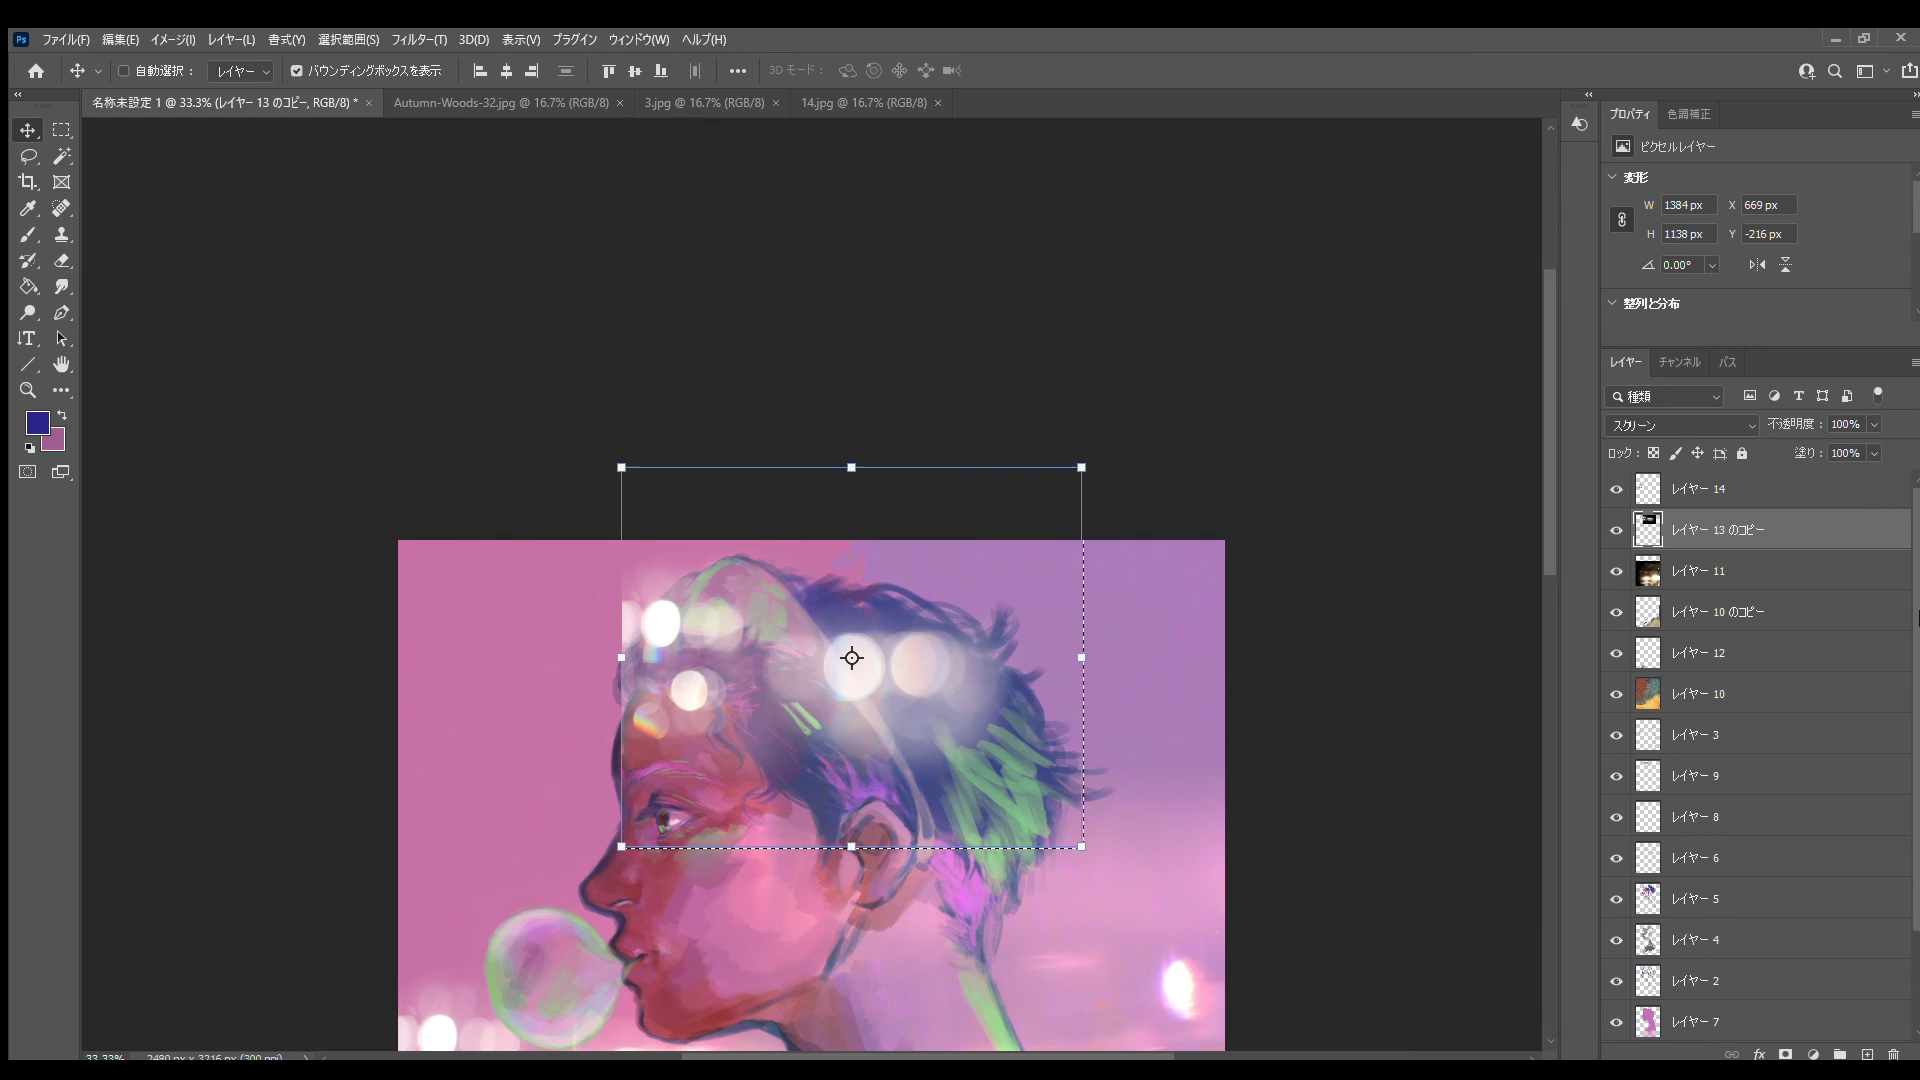 Ps ファイル(F) 編集(E) イメージ(I) レイヤー(L) 書式(Y) 選択範囲(S) フィルター(T) 3D(D) 表示(V) プラグイン ウィンドウ(W) ヘルプ(H)
自動選択： レイヤー バウンディングボックスを表示 ••• 3D モード：
名称未設定 1 @ 33.3% (レイヤー 13 のコピー, RGB/8) * × Autumn-Woods-32.jpg @ 16.7% (RGB/8) × 3.jpg @ 16.7% (RGB/8) × 14.jpg @ 16.7% (RGB/8) ×
プロパティ 色調補正
ピクセルレイヤー
変形
W 1384 px X 669 px
H 1138 px Y -216 px
0.00°
整列と分布
レイヤー チャンネル パス
種類
スクリーン 不透明度： 100%
ロック： 塗り： 100%
レイヤー 14
レイヤー 13 のコピー
レイヤー 11
レイヤー 10 のコピー
レイヤー 12
レイヤー 10
レイヤー 3
レイヤー 9
レイヤー 8
レイヤー 6
レイヤー 5
レイヤー 4
レイヤー 2
レイヤー 7
fx
33.33% 2480 px x 3216 px (300 ppi)